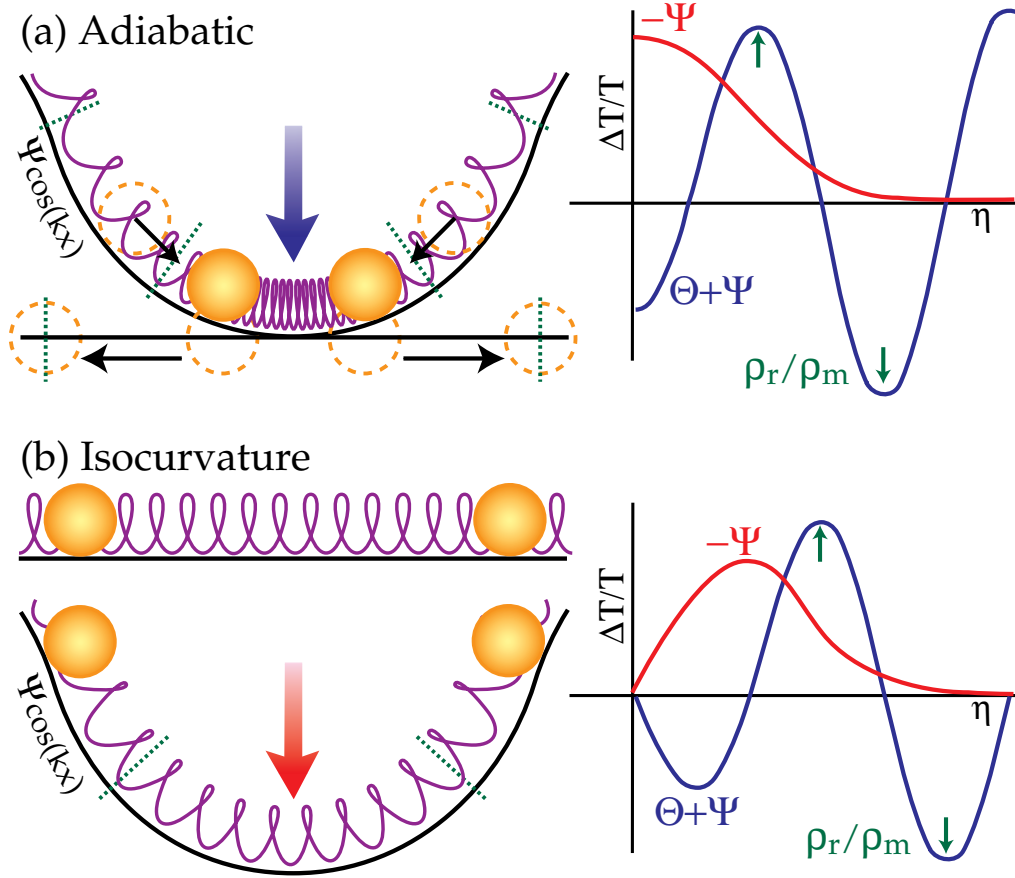 (a) Adiabatic
Ψcos(kx)
−Ψ
ΔT/T
η
Θ+Ψ
ρr/ρm
(b) Isocurvature
Ψcos(kx)
−Ψ
ΔT/T
η
Θ+Ψ
ρr/ρm